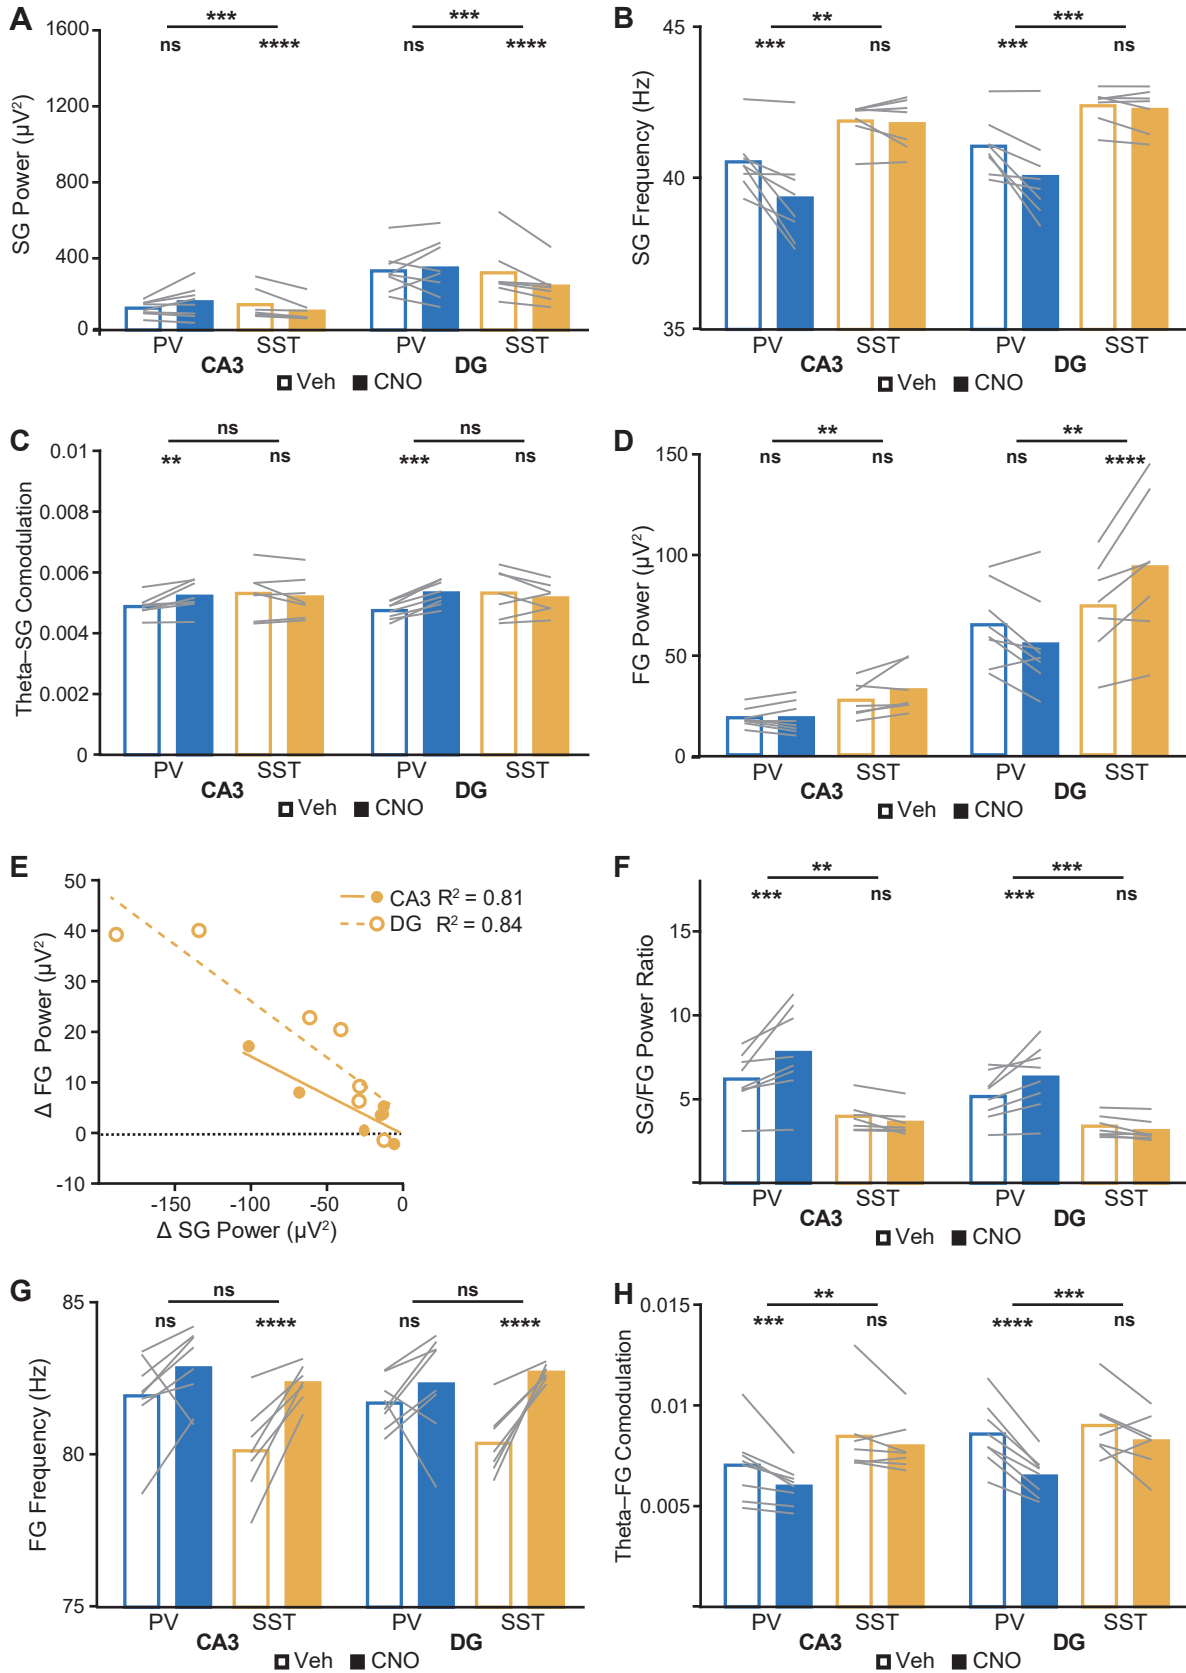 A
SG Power (µV²)
1600
1200
800
400
0
***
ns
****
***
ns
****
PV
SST
PV
SST
CA3
DG
Veh
CNO
B
SG Frequency (Hz)
45
40
35
**
***
ns
***
***
ns
PV
SST
PV
SST
CA3
DG
Veh
CNO
C
Theta–SG Comodulation
0.01
0.008
0.006
0.004
0.002
0
ns
**
ns
ns
***
ns
PV
SST
PV
SST
CA3
DG
Veh
CNO
D
FG Power (µV²)
150
100
50
0
**
ns
ns
**
ns
****
PV
SST
PV
SST
CA3
DG
Veh
CNO
E
Δ FG Power (µV²)
50
40
30
20
10
0
-10
CA3 R² = 0.81
DG R² = 0.84
-150
-100
-50
0
Δ SG Power (µV²)
F
SG/FG Power Ratio
15
10
5
**
***
ns
***
***
ns
PV
SST
PV
SST
CA3
DG
Veh
CNO
G
FG Frequency (Hz)
85
80
75
ns
ns
****
ns
ns
****
PV
SST
PV
SST
CA3
DG
Veh
CNO
H
Theta–FG Comodulation
0.015
0.01
0.005
**
***
ns
***
****
ns
PV
SST
PV
SST
CA3
DG
Veh
CNO